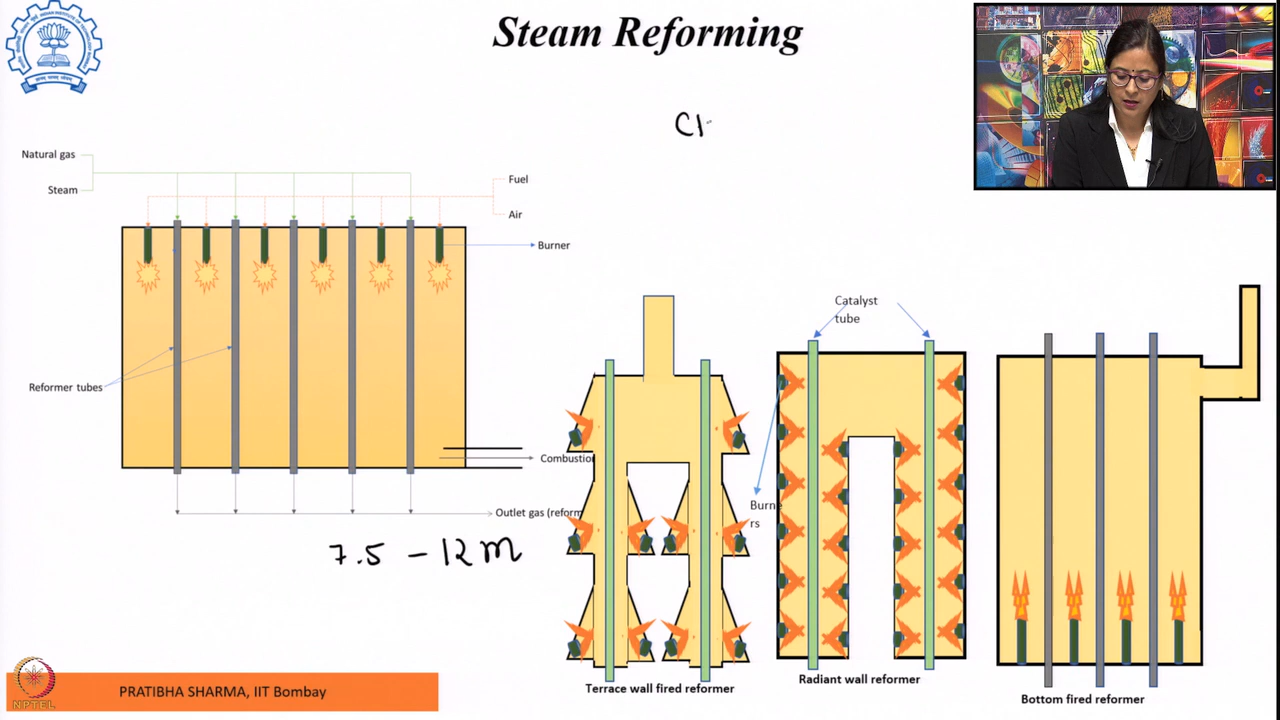 Steam Reforming
Cl
Natural gas
Steam
Fuel
Air
Burner
Reformer tubes
Combustion
Outlet gas (reform
7.5 - 12 m
Catalyst
tube
Burne
rs
Terrace wall fired reformer
Radiant wall reformer
Bottom fired reformer
PRATIBHA SHARMA, IIT Bombay
NPTEL